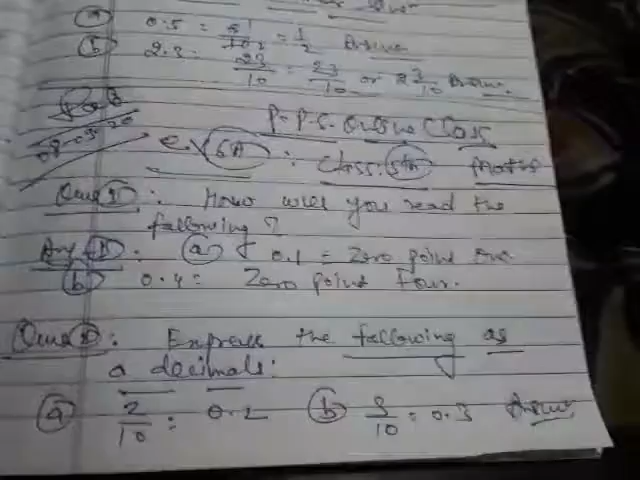 (a) 0.5 = 5/10 = 1/2 Answer
(b) 2.3 = 23/10 = 23/10 or 2 3/10 Answer.
P.P.S. Online Class
Ex (5A) : Class: 5th Maths
Ques (1): How will you read the
following?
Ans (1): (a) 0.1 = Zero point One
(b) 0.4 = Zero point Four.
Ques (2): Express the following as
a decimals:
(a) 2/10 = 0.2 (b) 3/10 = 0.3 Answer